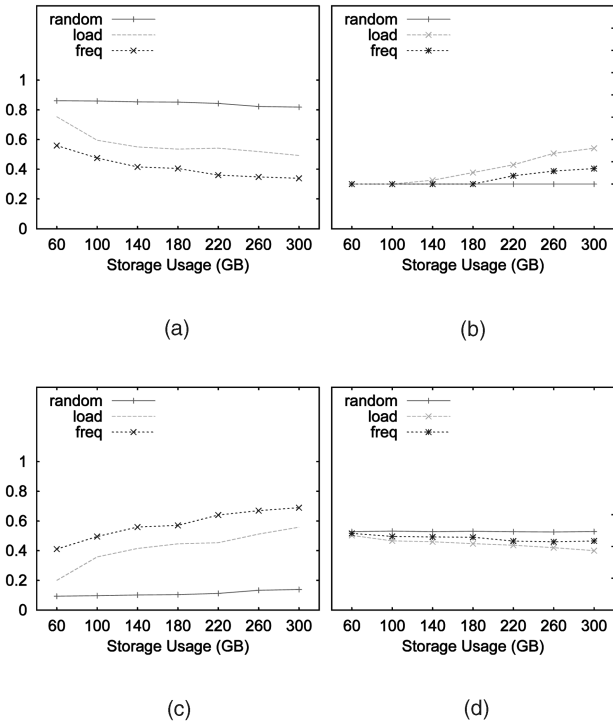 random
load
freq
1
0.8
0.6
0.4
0.2
0
60 100 140 180 220 260 300
Storage Usage (GB)
(a)
random
load
freq
60 100 140 180 220 260 300
Storage Usage (GB)
(b)
random
load
freq
1
0.8
0.6
0.4
0.2
0
60 100 140 180 220 260 300
Storage Usage (GB)
(c)
random
load
freq
60 100 140 180 220 260 300
Storage Usage (GB)
(d)